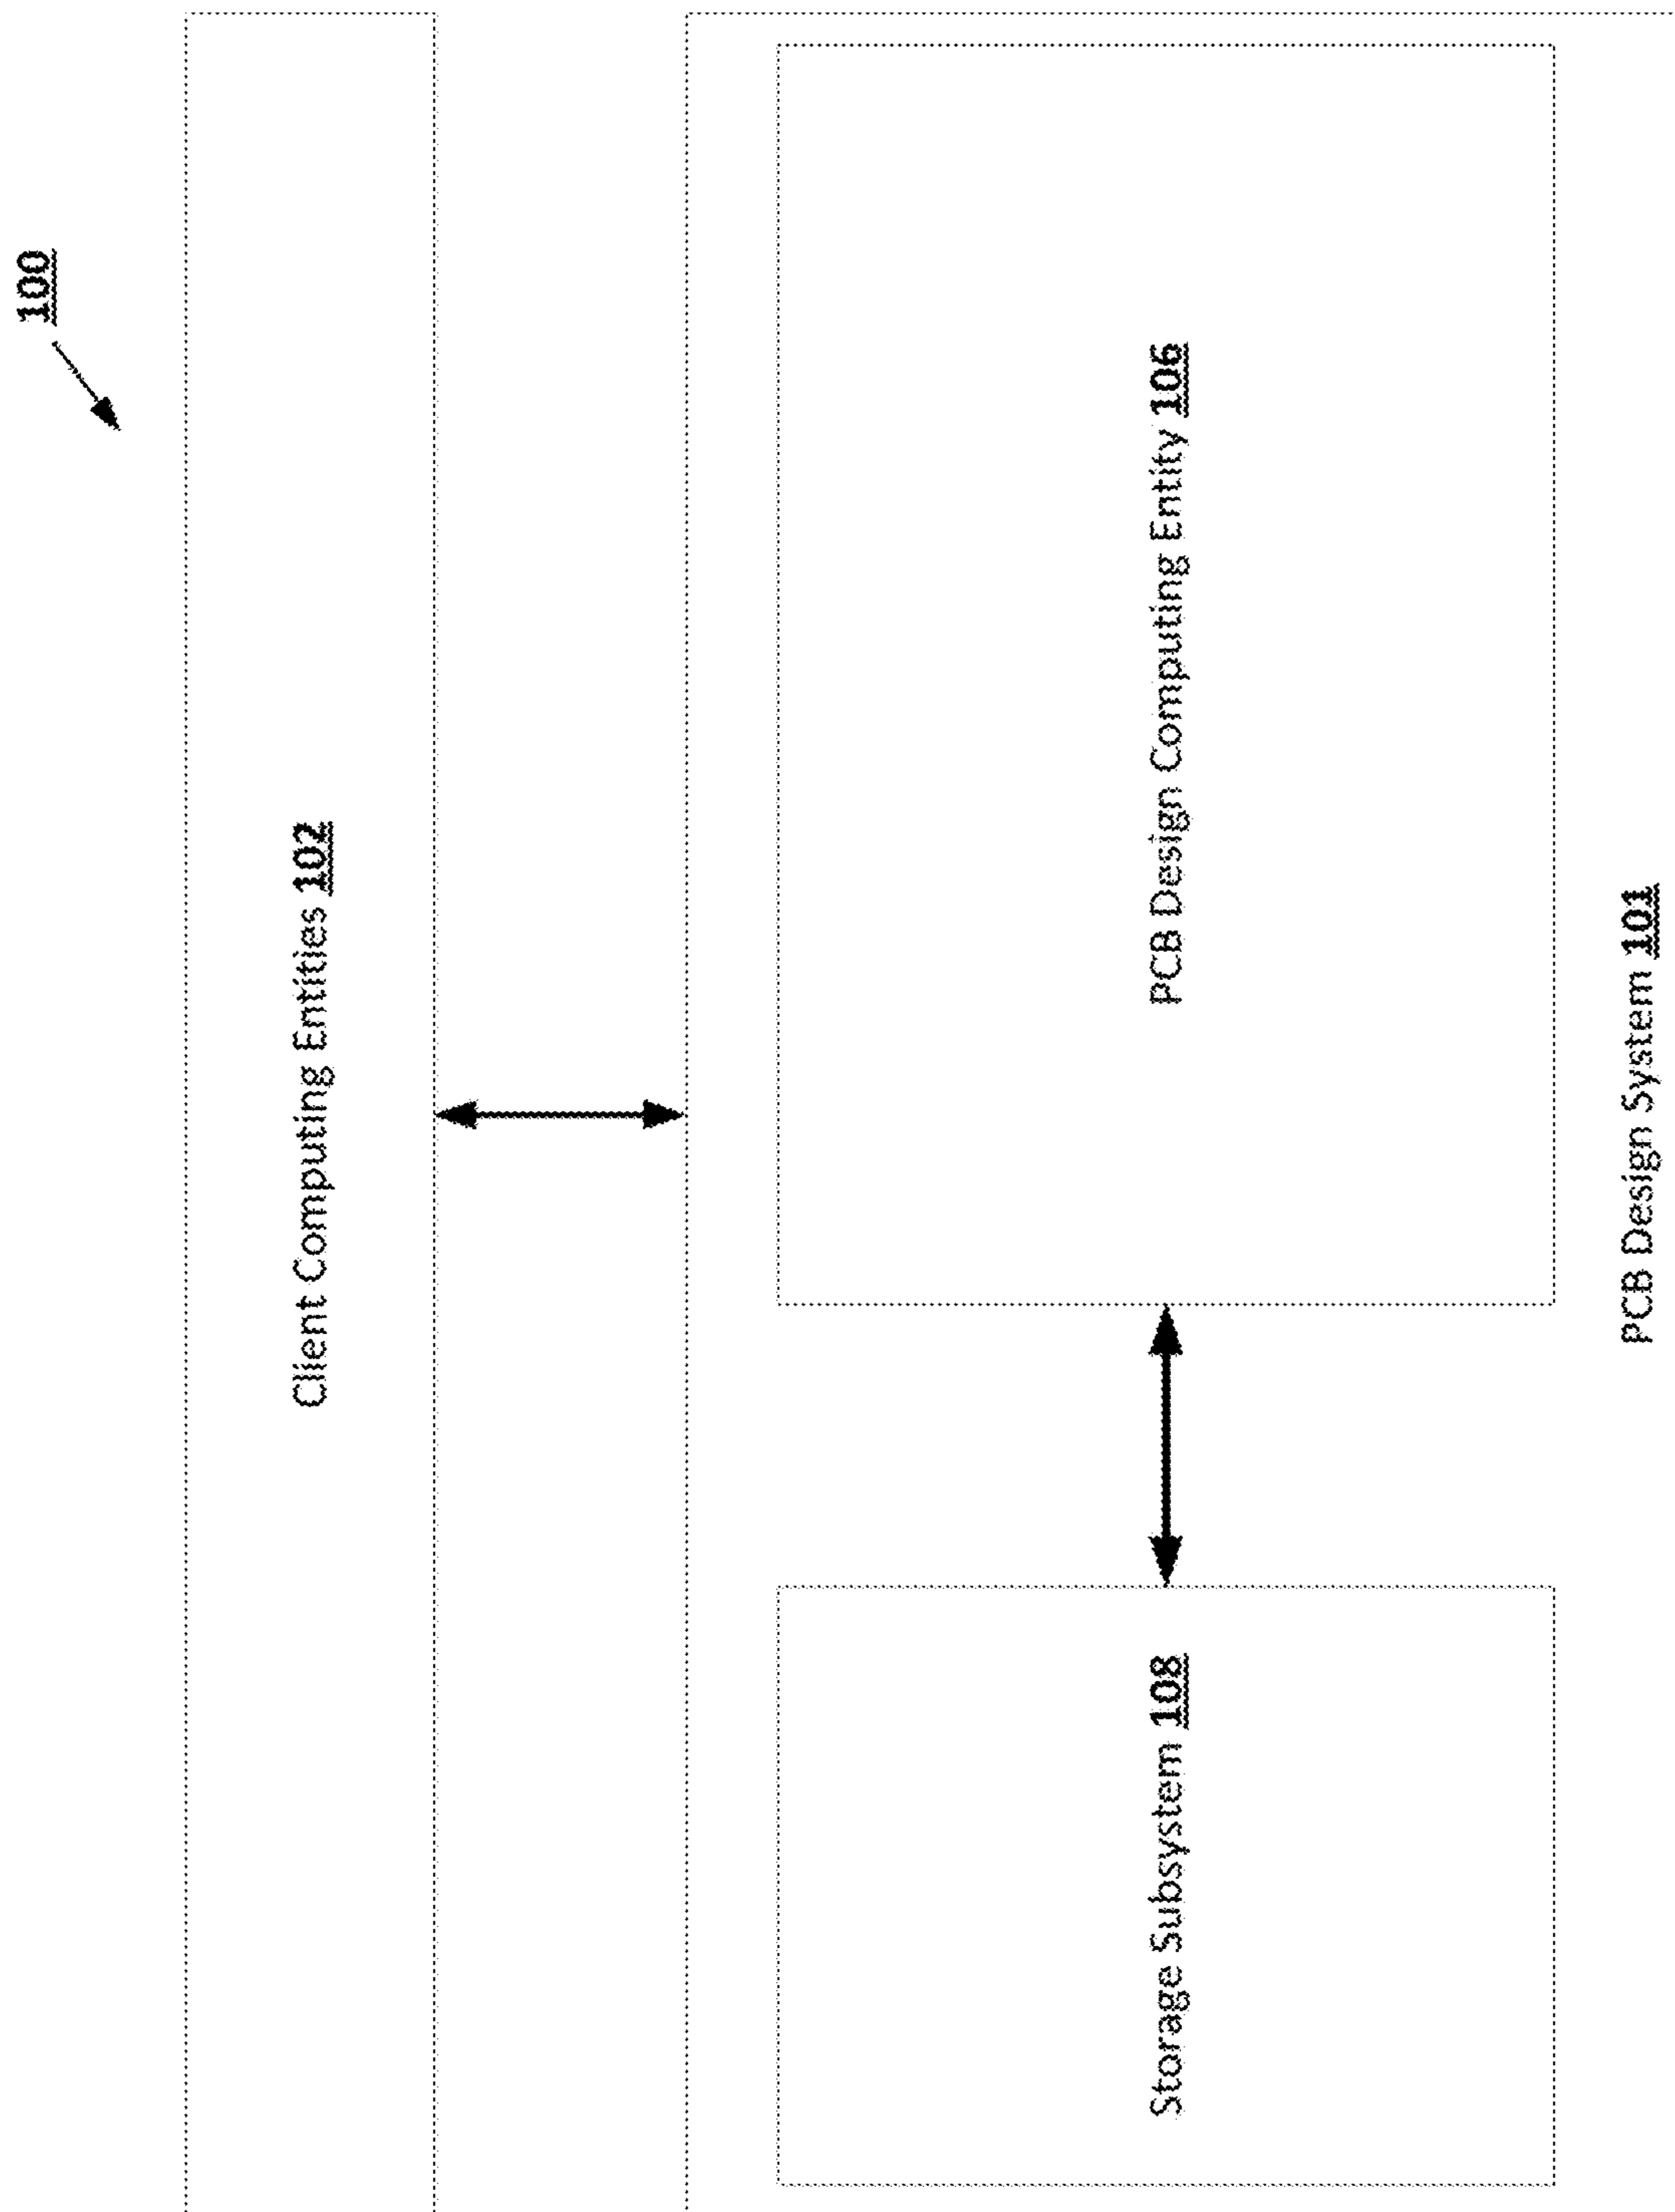 100
Client Computing Entities 102
Storage Subsystem 108
PCB Design Computing Entity 106
PCB Design System 101